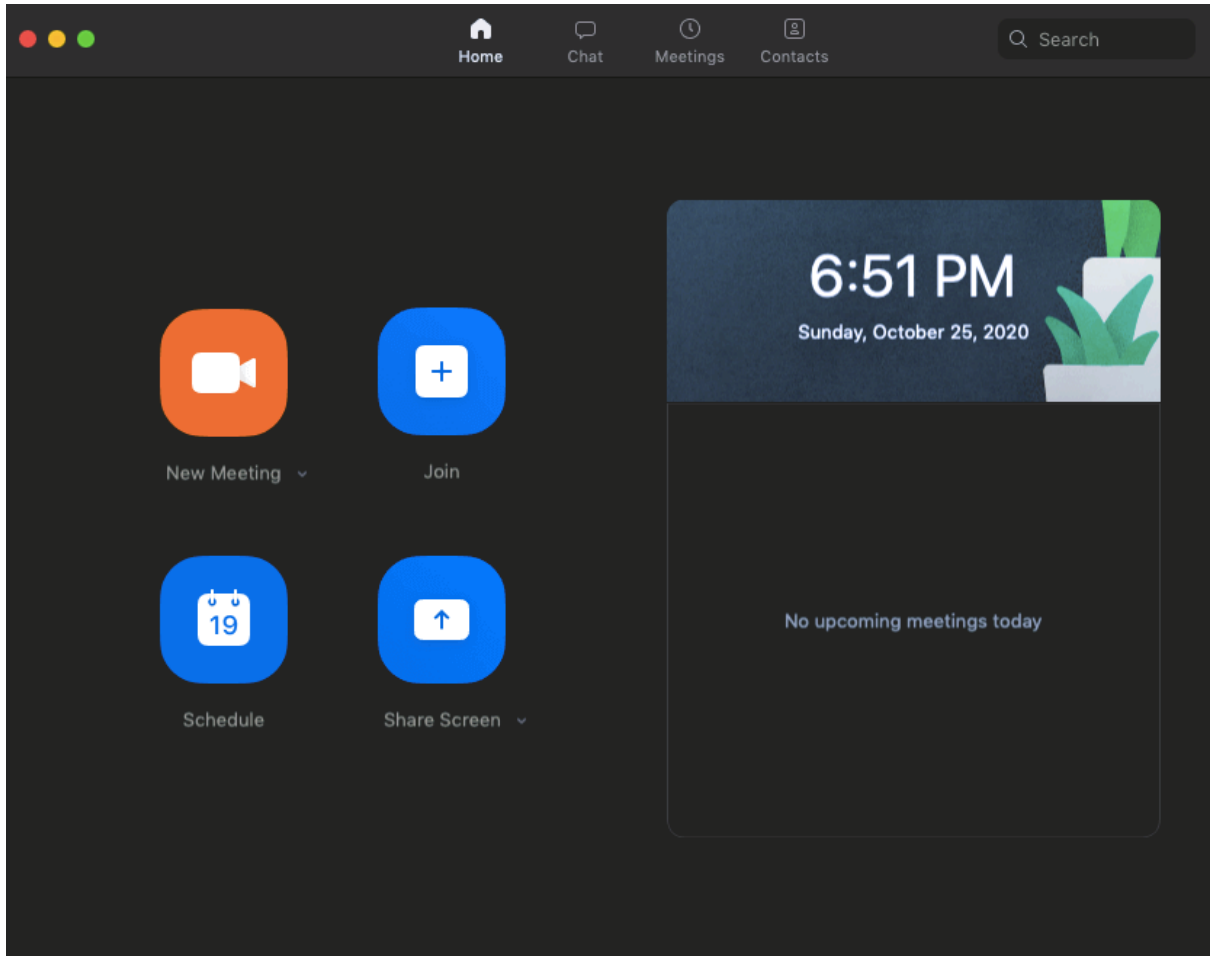 Home
Chat
Meetings
Contacts
Search
6:51 PM
Sunday, October 25, 2020
New Meeting
Join
19
Schedule
Share Screen
No upcoming meetings today